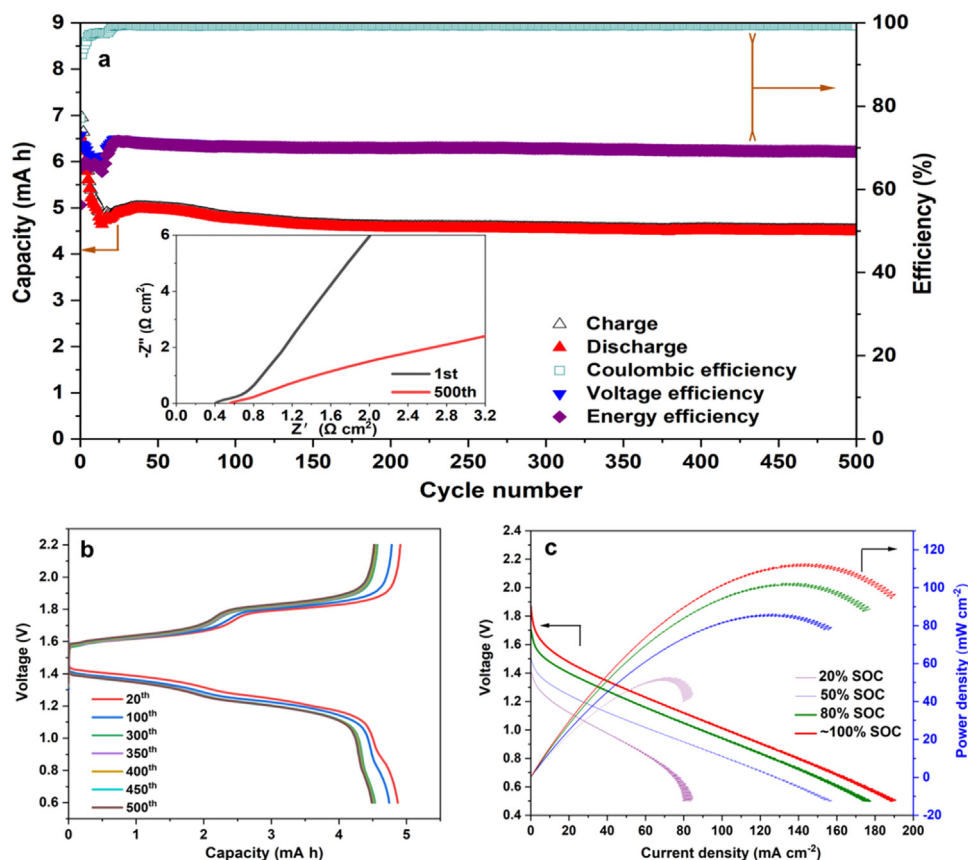 a
Capacity (mA h)
9
8
7
6
5
4
3
2
1
0
0 50 100 150 200 250 300 350 400 450 500
Cycle number
100
80
60
40
20
0
Efficiency (%)
Charge
Discharge
Coulombic efficiency
Voltage efficiency
Energy efficiency
-Z″ (Ω cm²)
6
4
2
0
0.0 0.4 0.8 1.2 1.6 2.0 2.4 2.8 3.2
Z′ (Ω cm²)
1st
500th
b
Voltage (V)
2.2
2.0
1.8
1.6
1.4
1.2
1.0
0.8
0.6
20th
100th
300th
350th
400th
450th
500th
0 1 2 3 4 5
Capacity (mA h)
c
Voltage (V)
2.4
2.2
2.0
1.8
1.6
1.4
1.2
1.0
0.8
0.6
0.4
20% SOC
50% SOC
80% SOC
~100% SOC
0 20 40 60 80 100 120 140 160 180 200
Current density (mA cm⁻²)
120
100
80
60
40
20
0
-20
Power density (mW cm⁻²)